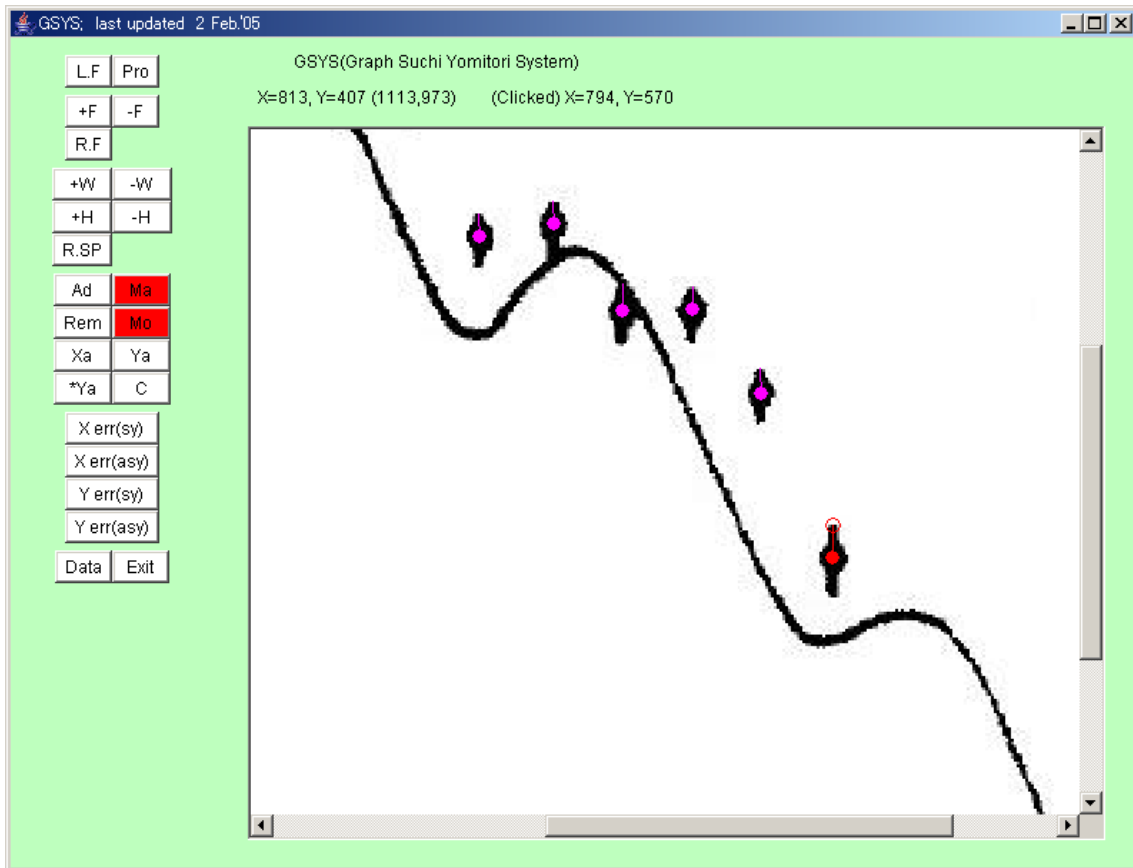 GSYS; last updated 2 Feb.'05
GSYS(Graph Suchi Yomitori System)
X=813, Y=407 (1113,973) (Clicked) X=794, Y=570
L.F Pro
+F -F
R.F
+W -W
+H -H
R.SP
Ad Ma
Rem Mo
Xa Ya
*Ya C
X err(sy)
X err(asy)
Y err(sy)
Y err(asy)
Data Exit